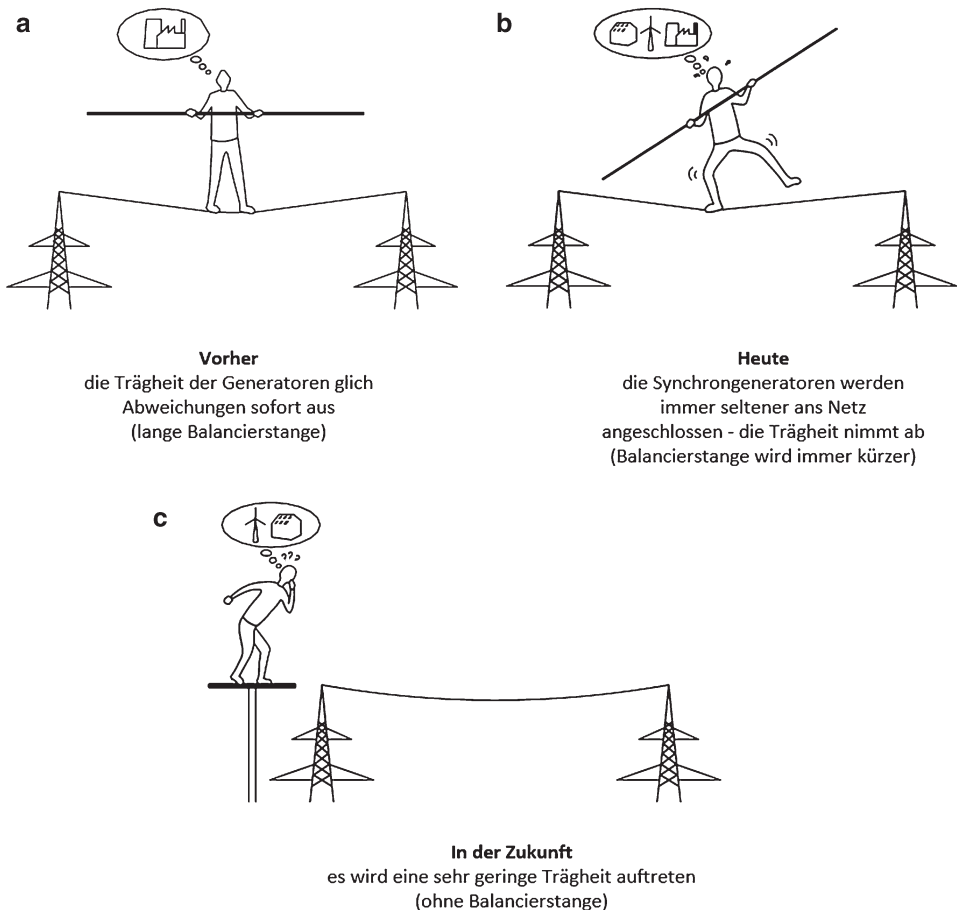 a
Vorher
die Trägheit der Generatoren glich
Abweichungen sofort aus
(lange Balancierstange)
b
Heute
die Synchrongeneratoren werden
immer seltener ans Netz
angeschlossen - die Trägheit nimmt ab
(Balancierstange wird immer kürzer)
c
???
In der Zukunft
es wird eine sehr geringe Trägheit auftreten
(ohne Balancierstange)